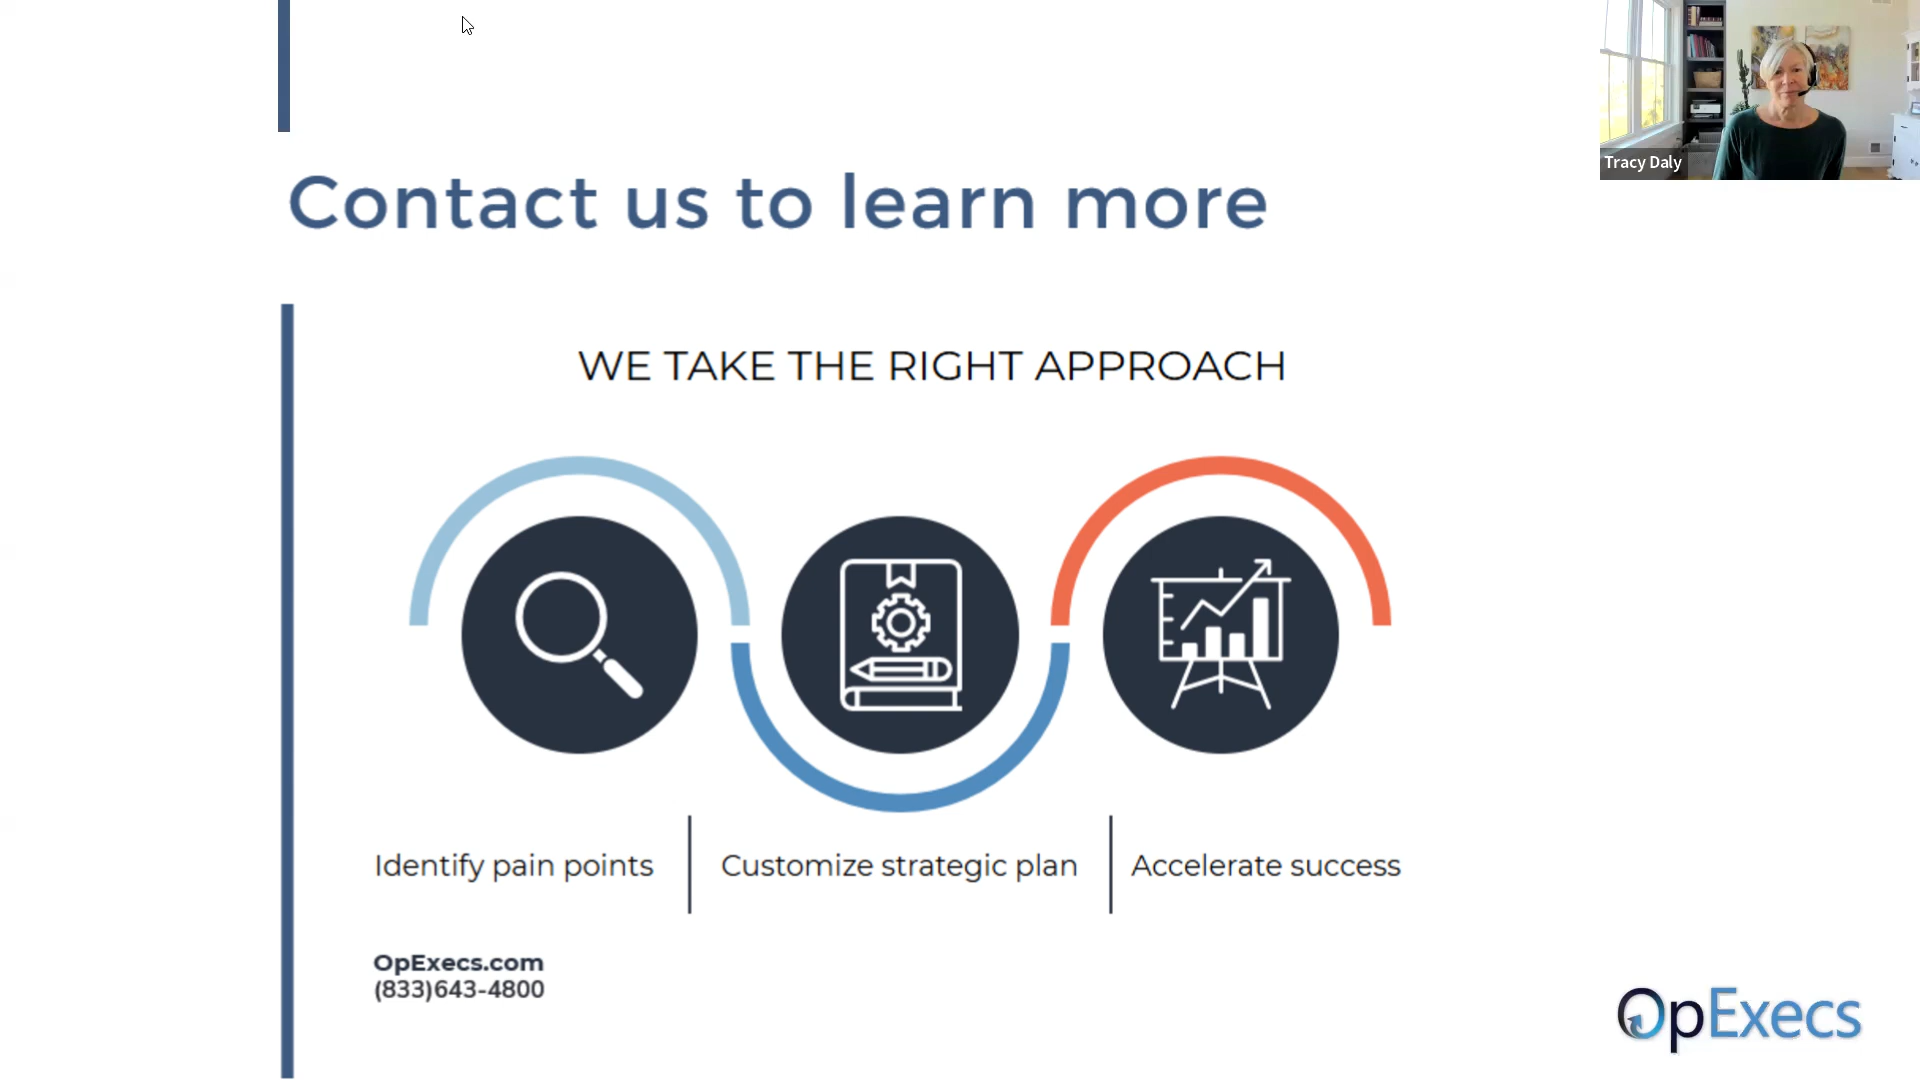 Tracy Daly
Contact us to learn more
WE TAKE THE RIGHT APPROACH
Identify pain points
Customize strategic plan
Accelerate success
OpExecs.com
(833)643-4800
OpExecs